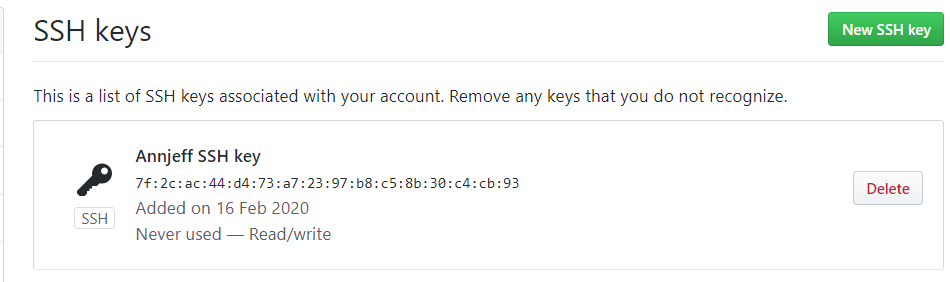 SSH keys
New SSH key
This is a list of SSH keys associated with your account. Remove any keys that you do not recognize.
Annjeff SSH key
7f:2c:ac:44:d4:73:a7:23:97:b8:c5:8b:30:c4:cb:93
Added on 16 Feb 2020
Never used — Read/write
SSH
Delete